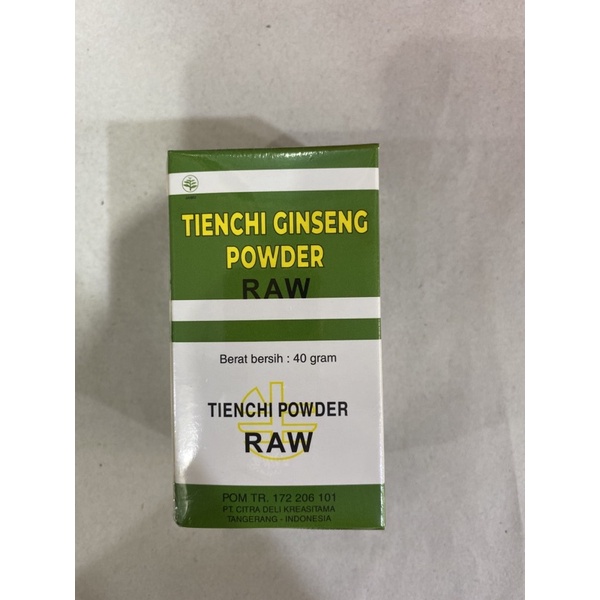 TIENCHI GINSENG
POWDER
RAW
Berat bersih : 40 gram
TIENCHI POWDER
RAW
POM TR. 172 206 101
PT. CITRA DELI KREASITAMA
TANGERANG - INDONESIA